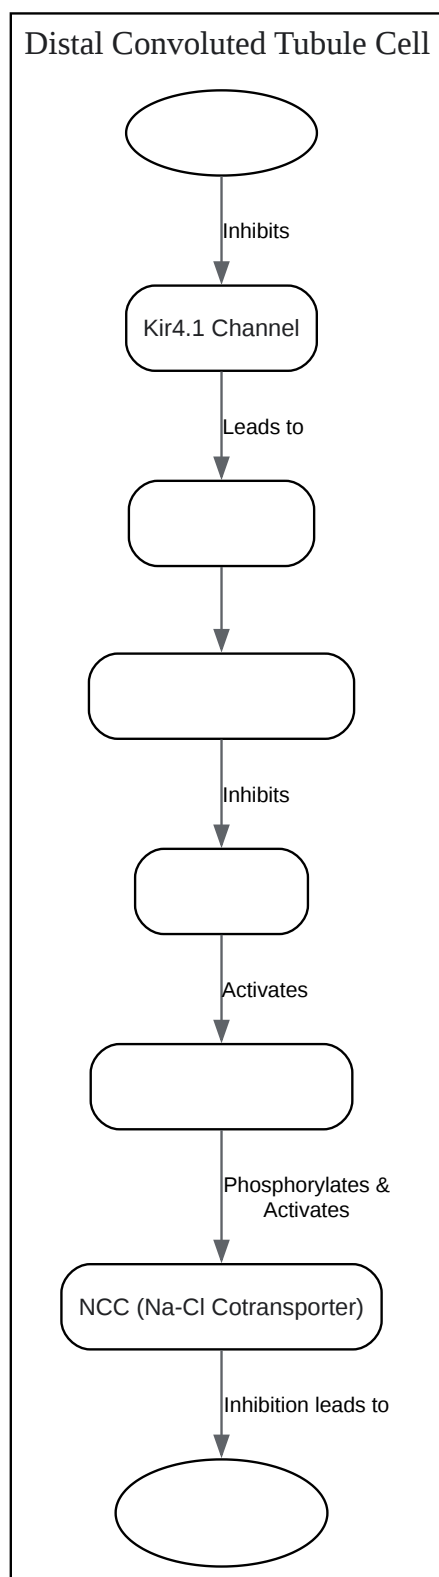 Distal Convoluted Tubule Cell
Inhibits
Kir4.1 Channel
Leads to
Inhibits
Activates
Phosphorylates &
Activates
NCC (Na-Cl Cotransporter)
Inhibition leads to